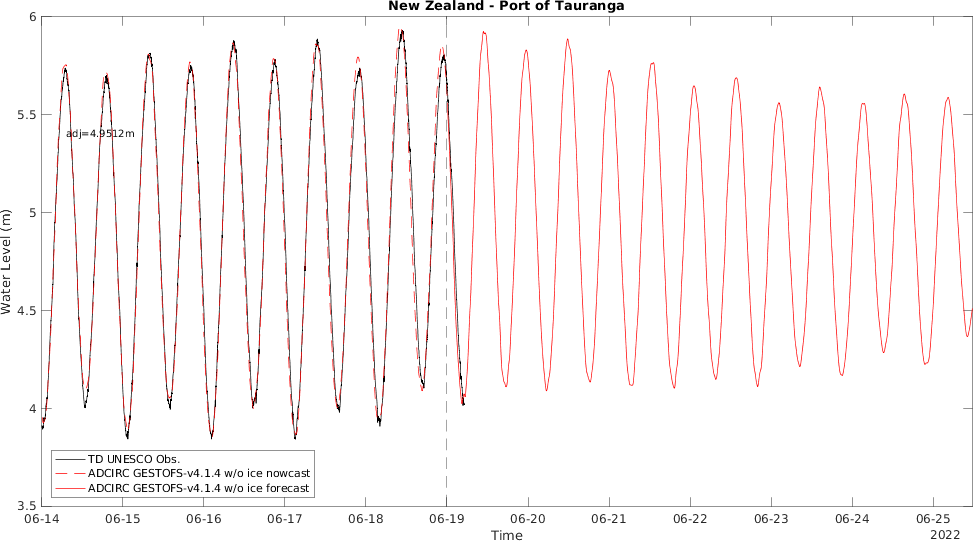 New Zealand - Port of Tauranga
6
5.5
5
4.5
4
3.5
Water Level (m)
adj=4.9512m
TD UNESCO Obs.
ADCIRC GESTOFS-v4.1.4 w/o ice nowcast
ADCIRC GESTOFS-v4.1.4 w/o ice forecast
06-14 06-15 06-16 06-17 06-18 06-19 06-20 06-21 06-22 06-23 06-24 06-25
Time
2022